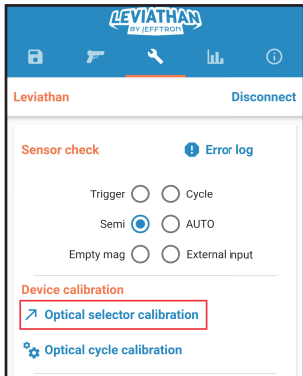 LEVIATHAN
BY JEFFTRON
Leviathan Disconnect
Sensor check Error log
Trigger Cycle
Semi AUTO
Empty mag External input
Device calibration
Optical selector calibration
Optical cycle calibration